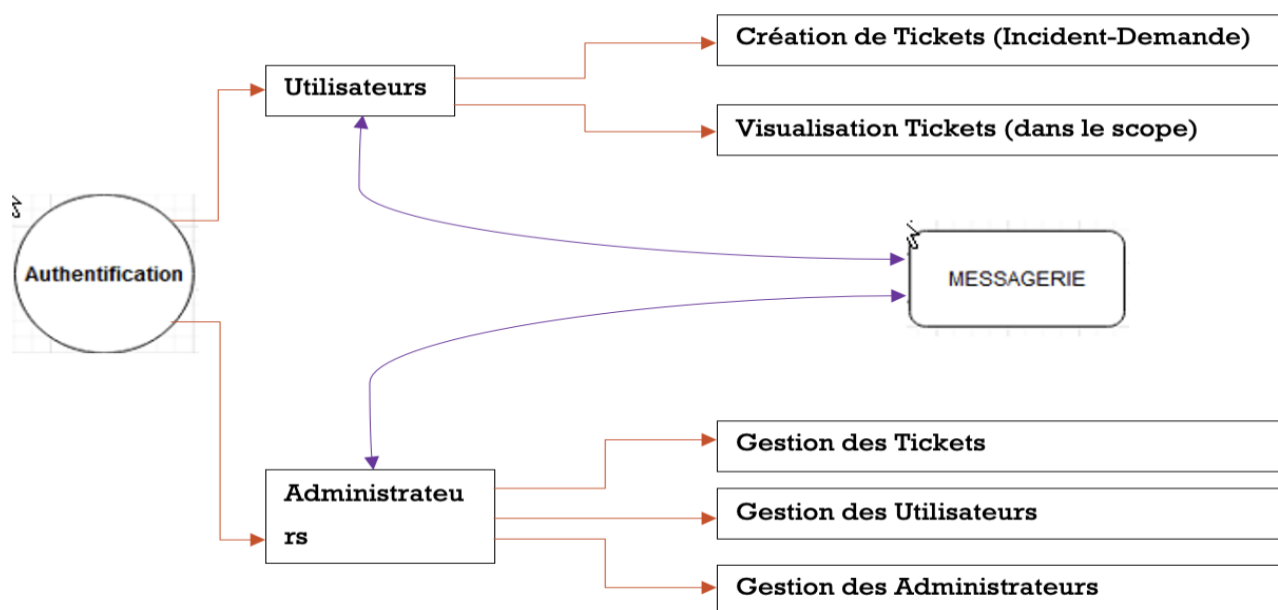 Création de Tickets (Incident-Demande)
Utilisateurs
Visualisation Tickets (dans le scope)
Authentification
MESSAGERIE
Gestion des Tickets
Administrateu
rs
Gestion des Utilisateurs
Gestion des Administrateurs